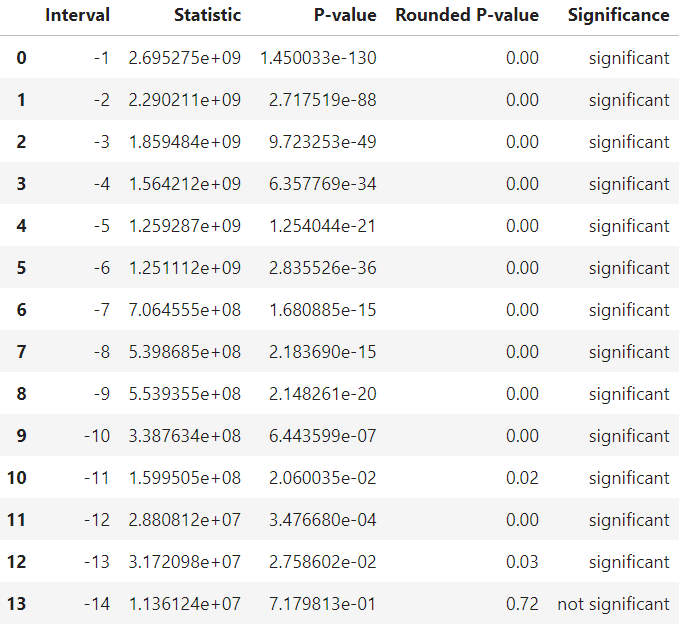 Interval Statistic P-value Rounded P-value Significance
0 -1 2.695275e+09 1.450033e-130 0.00 significant
1 -2 2.290211e+09 2.717519e-88 0.00 significant
2 -3 1.859484e+09 9.723253e-49 0.00 significant
3 -4 1.564212e+09 6.357769e-34 0.00 significant
4 -5 1.259287e+09 1.254044e-21 0.00 significant
5 -6 1.251112e+09 2.835526e-36 0.00 significant
6 -7 7.064555e+08 1.680885e-15 0.00 significant
7 -8 5.398685e+08 2.183690e-15 0.00 significant
8 -9 5.539355e+08 2.148261e-20 0.00 significant
9 -10 3.387634e+08 6.443599e-07 0.00 significant
10 -11 1.599505e+08 2.060035e-02 0.02 significant
11 -12 2.880812e+07 3.476680e-04 0.00 significant
12 -13 3.172098e+07 2.758602e-02 0.03 significant
13 -14 1.136124e+07 7.179813e-01 0.72 not significant